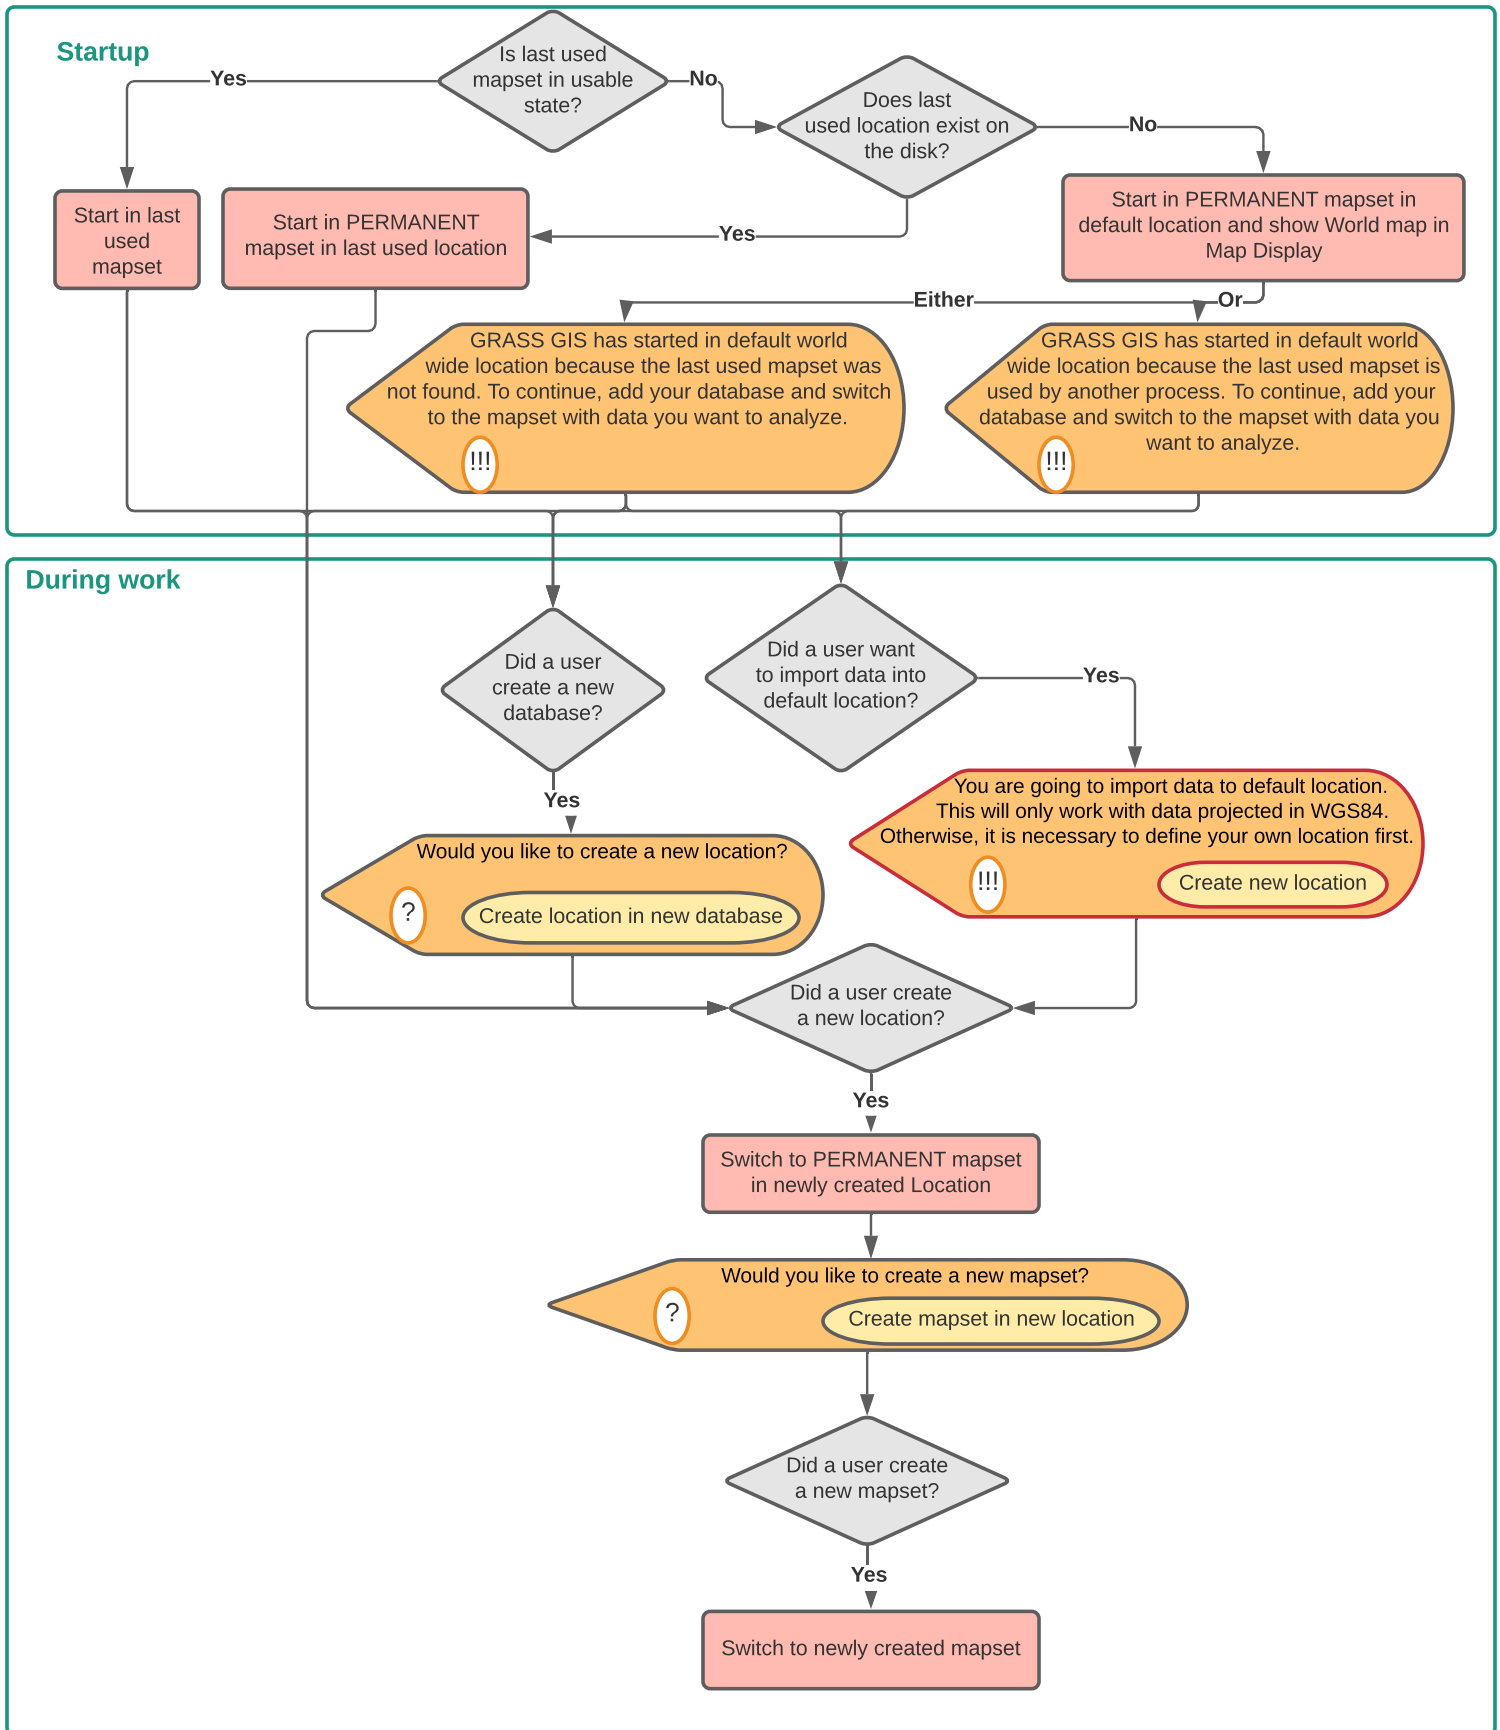 Startup
Is last used
mapset in usable
state?
Yes
No
Does last
used location exist on
the disk?
No
Yes
Start in last
used
mapset
Start in PERMANENT
mapset in last used location
Start in PERMANENT mapset in
default location and show World map in
Map Display
Either
Or
GRASS GIS has started in default world
wide location because the last used mapset was
not found. To continue, add your database and switch
to the mapset with data you want to analyze.
!!!
GRASS GIS has started in default world
wide location because the last used mapset is
used by another process. To continue, add your
database and switch to the mapset with data you
want to analyze.
!!!
During work
Did a user
create a new
database?
Yes
Did a user want
to import data into
default location?
Yes
Would you like to create a new location?
?
Create location in new database
You are going to import data to default location.
This will only work with data projected in WGS84.
Otherwise, it is necessary to define your own location first.
!!!
Create new location
Did a user create
a new location?
Yes
Switch to PERMANENT mapset
in newly created Location
Would you like to create a new mapset?
?
Create mapset in new location
Did a user create
a new mapset?
Yes
Switch to newly created mapset